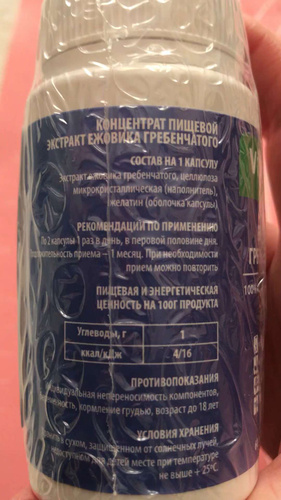 КОНЦЕНТРАТ ПИЩЕВОЙ
ЭКСТРАКТ ЕЖОВИКА ГРЕБЕНЧАТОГО
СОСТАВ НА 1 КАПСУЛУ
Экстракт ежовика гребенчатого, целлюлоза
микрокристаллическая (наполнитель),
желатин (оболочка капсулы)
РЕКОМЕНДАЦИИ ПО ПРИМЕНЕНИЮ
По 2 капсулы 1 раз в день, в первой половине дня.
приема – 1 месяц. При необходимости
прием можно повторить
ПИЩЕВАЯ И ЭНЕРГЕТИЧЕСКАЯ
ЦЕННОСТЬ НА 100Г ПРОДУКТА
Углеводы, г 1
ккал/кДж 4/16
ПРОТИВОПОКАЗАНИЯ
непереносимость компонентов,
кормление грудью, возраст до 18 лет
УСЛОВИЯ ХРАНЕНИЯ
в сухом, защищенном от солнечных лучей,
для детей месте при температуре
не выше + 25°С.